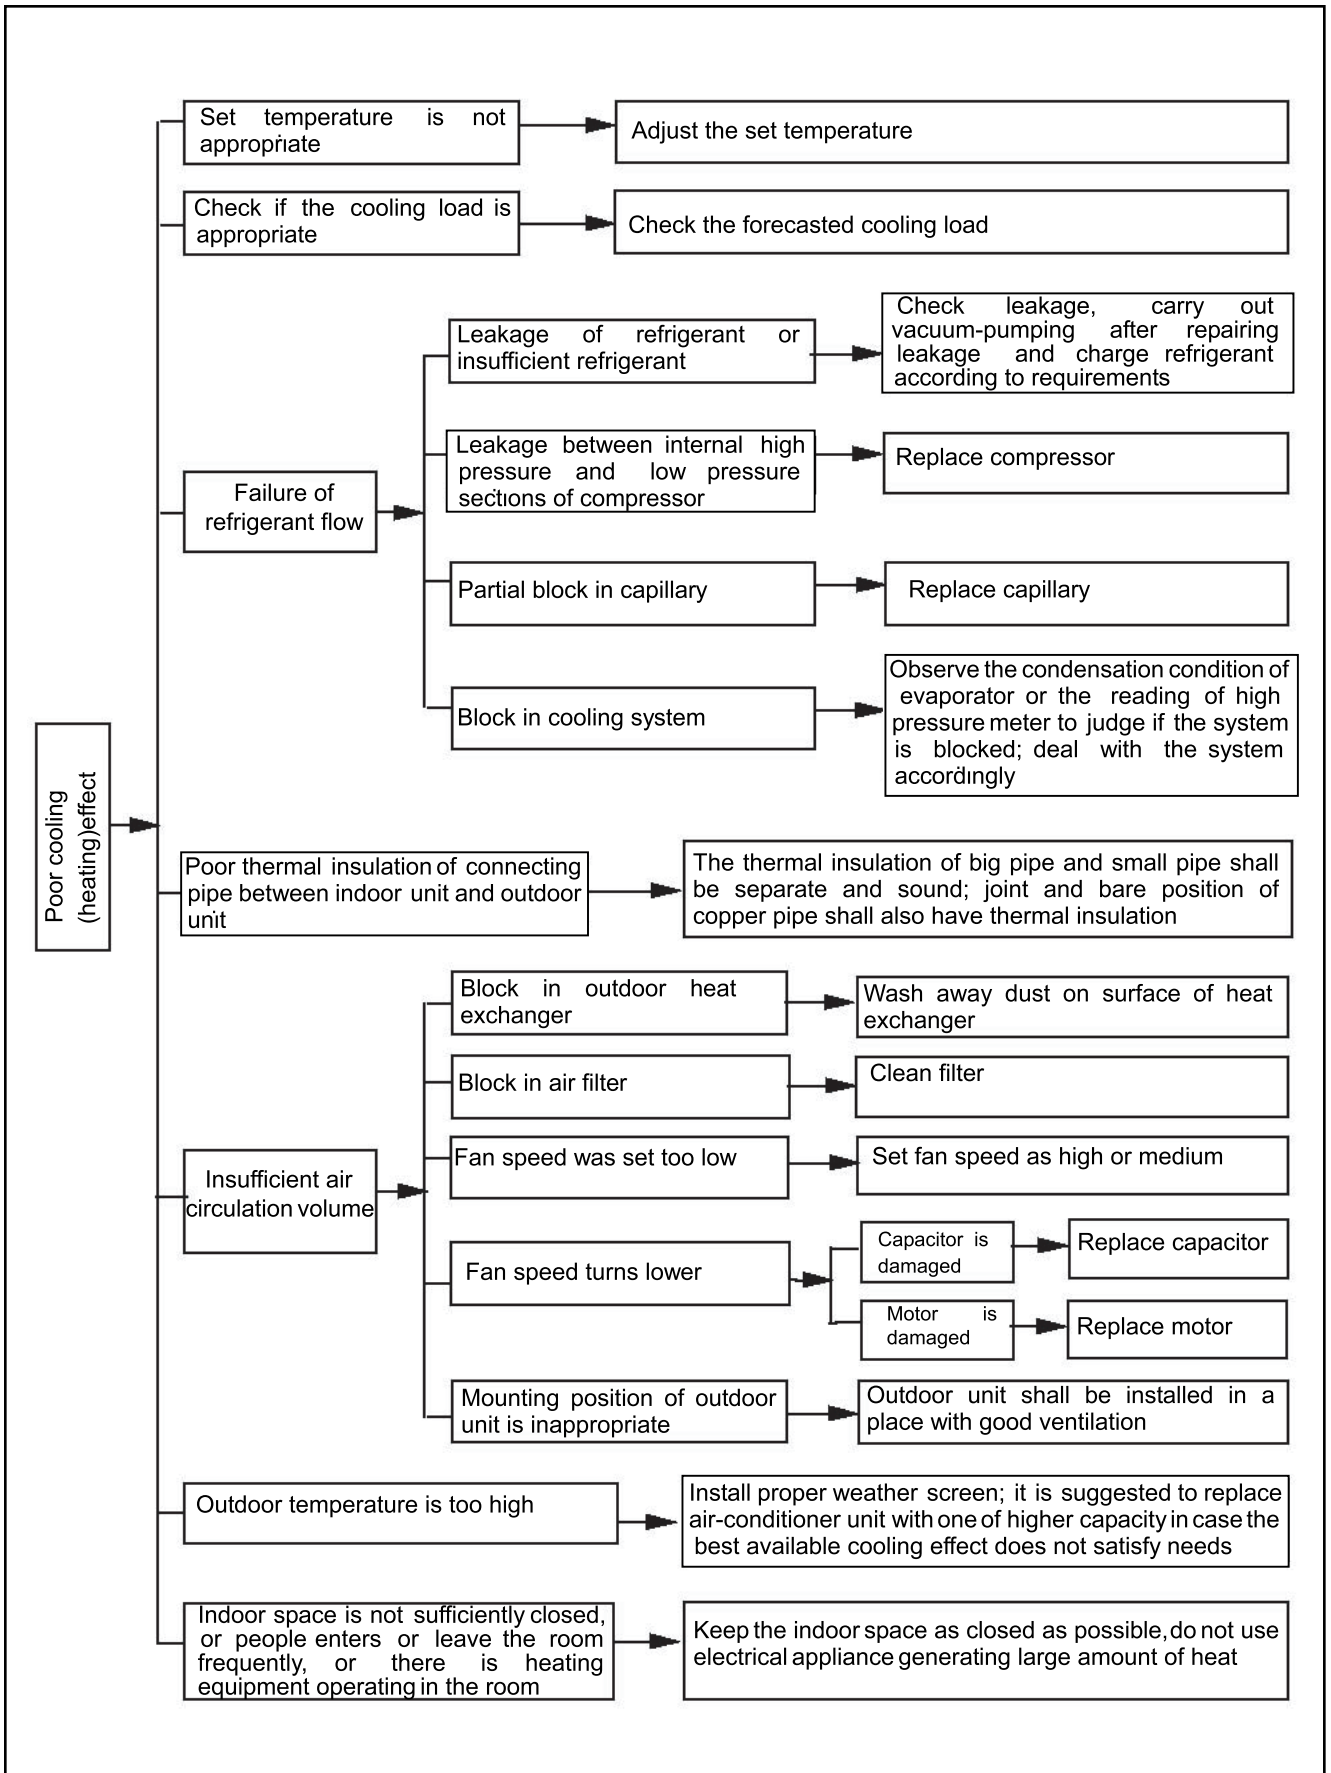 Set temperature is not
appropriate
Adjust the set temperature
Check if the cooling load is
appropriate
Check the forecasted cooling load
Leakage of refrigerant or
insufficient refrigerant
Check leakage, carry out
vacuum-pumping after repairing
leakage and charge refrigerant
according to requirements
Leakage between internal high
pressure and low pressure
sections of compressor
Replace compressor
Failure of
refrigerant flow
Partial block in capillary
Replace capillary
Block in cooling system
Observe the condensation condition of
evaporator or the reading of high
pressure meter to judge if the system
is blocked; deal with the system
accordingly
Poor cooling
(heating)effect
Poor thermal insulation of connecting
pipe between indoor unit and outdoor
unit
The thermal insulation of big pipe and small pipe shall
be separate and sound; joint and bare position of
copper pipe shall also have thermal insulation
Block in outdoor heat
exchanger
Wash away dust on surface of heat
exchanger
Block in air filter
Clean filter
Fan speed was set too low
Set fan speed as high or medium
Insufficient air
circulation volume
Fan speed turns lower
Capacitor is
damaged
Replace capacitor
Motor is
damaged
Replace motor
Mounting position of outdoor
unit is inappropriate
Outdoor unit shall be installed in a
place with good ventilation
Outdoor temperature is too high
Install proper weather screen; it is suggested to replace
air-conditioner unit with one of higher capacity in case the
best available cooling effect does not satisfy needs
Indoor space is not sufficiently closed,
or people enters or leave the room
frequently, or there is heating
equipment operating in the room
Keep the indoor space as closed as possible,do not use
electrical appliance generating large amount of heat